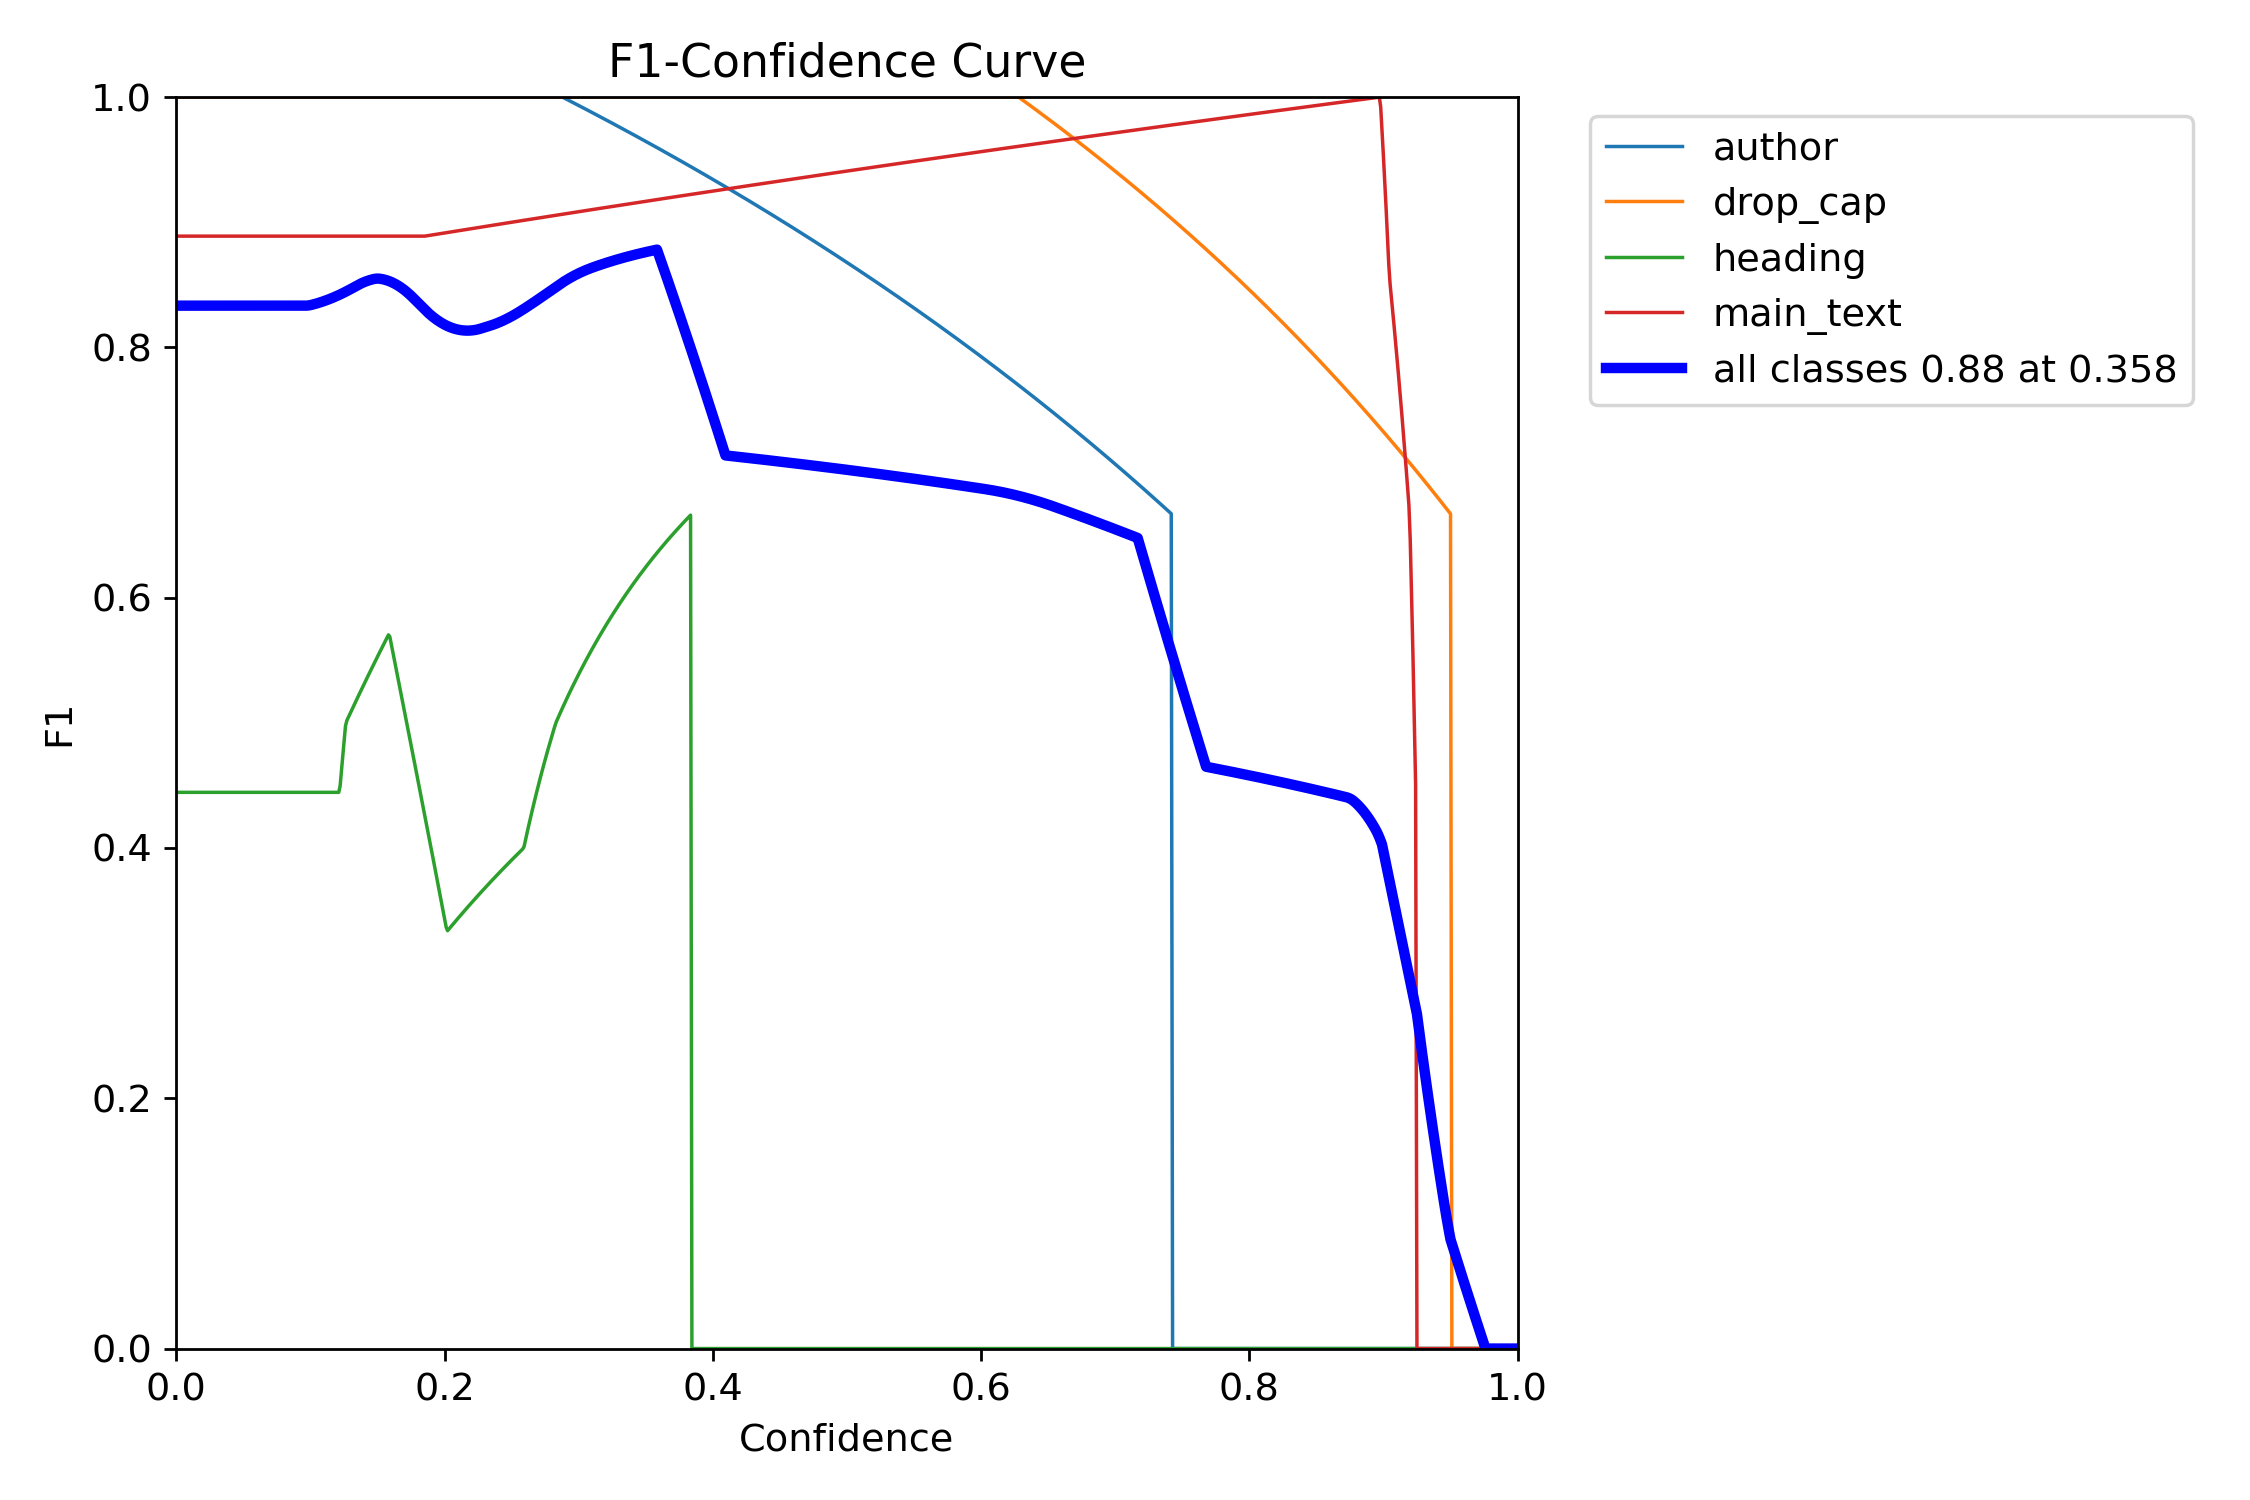 F1-Confidence Curve
1.0
0.8
0.6
0.4
0.2
0.0
F1
0.0 0.2 0.4 0.6 0.8 1.0
Confidence
author
drop_cap
heading
main_text
all classes 0.88 at 0.358